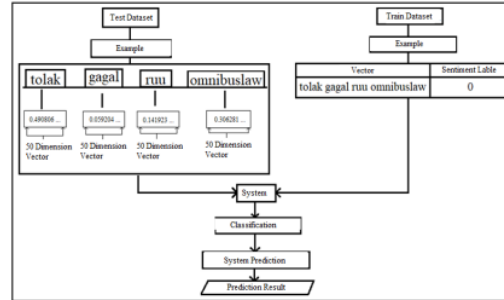 Test Dataset
Example
tolak gagal ruu omnibuslaw
0.490806 ... 0.059204 ... 0.141923 ... 0.306281 ...
50 Dimension Vector
50 Dimension Vector
50 Dimension Vector
50 Dimension Vector
Train Dataset
Example
Vector Sentiment Lable
tolak gagal ruu omnibuslaw 0
System
Classification
System Prediction
Prediction Result